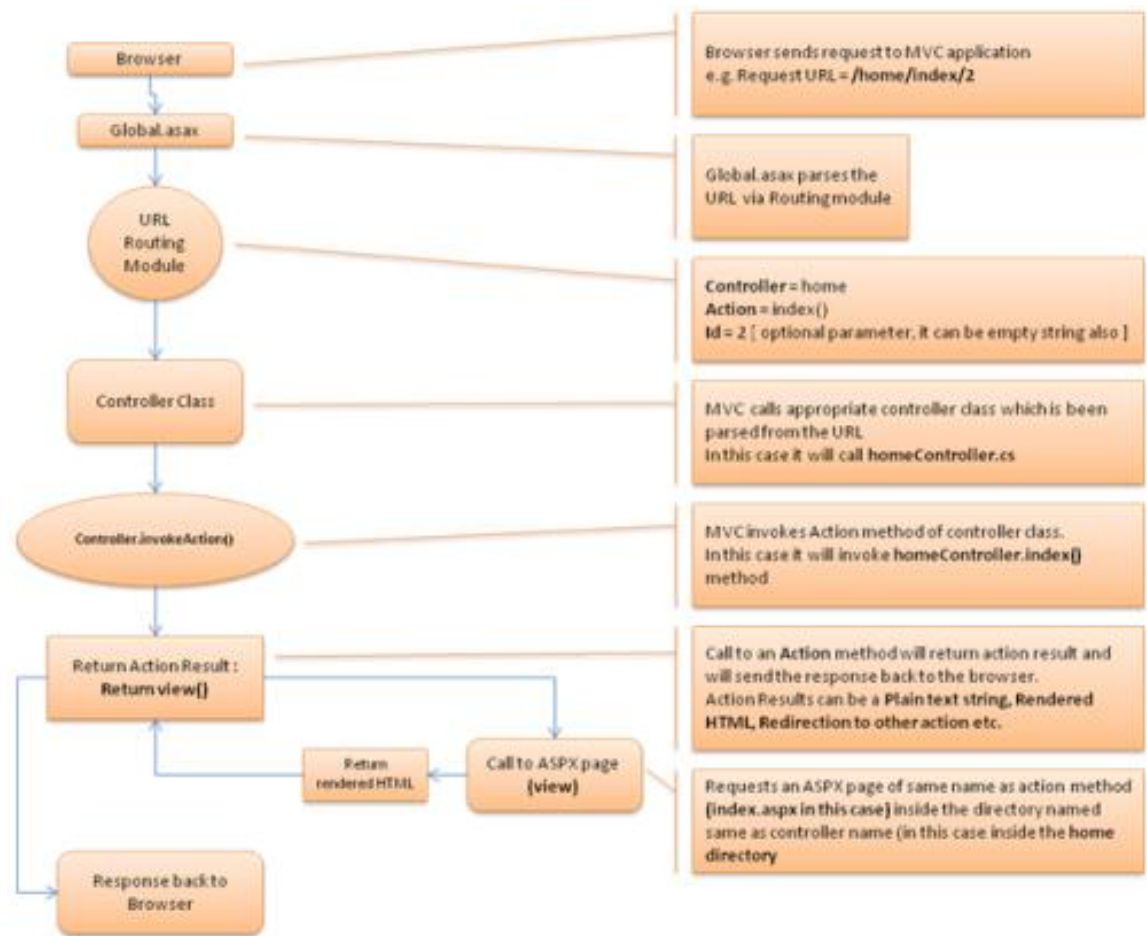 Browser
Browser sends request to MVC application
e.g. Request URL = /home/index/2
Global.asax
Global.asax parses the
URL via Routing module
URL
Routing
Module
Controller = home
Action = index()
Id = 2 [ optional parameter, it can be empty string also ]
Controller Class
MVC calls appropriate controller class which is been
parsed from the URL
In this case it will call homeController.cs
Controller.invokeAction()
MVC invokes Action method of controller class.
In this case it will invoke homeController.index()
method
Return Action Result :
Return view()
Call to an Action method will return action result and
will send the response back to the browser.
Action Results can be a Plain text string, Rendered
HTML, Redirection to other action etc.
Return
rendered HTML
Call to ASPX page
(view)
Requests an ASPX page of same name as action method
(index.aspx in this case) inside the directory named
same as controller name (in this case inside the home
directory
Response back to
Browser